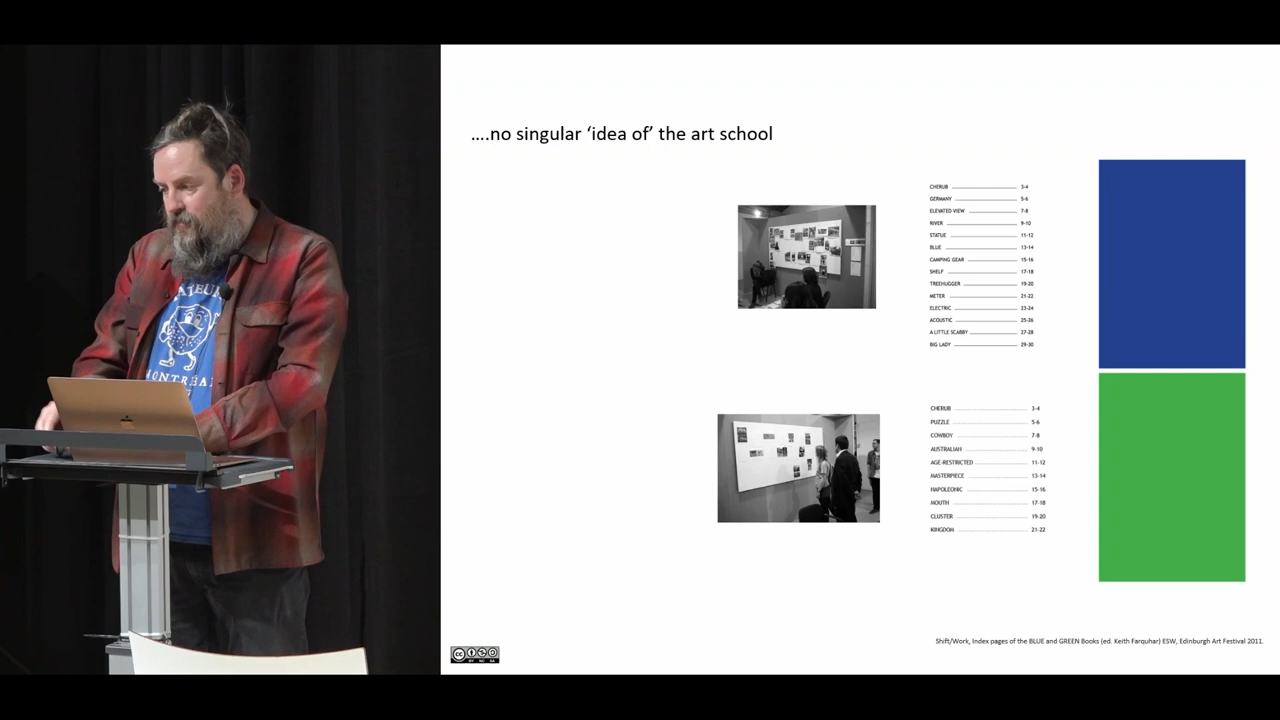 ….no singular ‘idea of’ the art school
CHERUB 3-4
GERMANY 5-6
ELEVATED VIEW 7-8
RIVER 9-10
STATUE 11-12
BLUE 13-14
CAMPING GEAR 15-16
SHELF 17-18
TREEHUGGER 19-20
METER 21-22
ELECTRIC 23-24
ACOUSTIC 25-26
A LITTLE SCABBY 27-28
BIG LADY 29-30
CHERUB 3-4
PUZZLE 5-6
COWBOY 7-8
AUSTRALIAN 9-10
AGE-RESTRICTED 11-12
MASTERPIECE 13-14
NAPOLEONIC 15-16
MOUTH 17-18
CLUSTER 19-20
KINGDOM 21-22
Shift/Work, Index pages of the BLUE and GREEN Books (ed. Keith Farquhar) ESW, Edinburgh Art Festival 2011.
cc
BY NC SA
MONTRÉAL